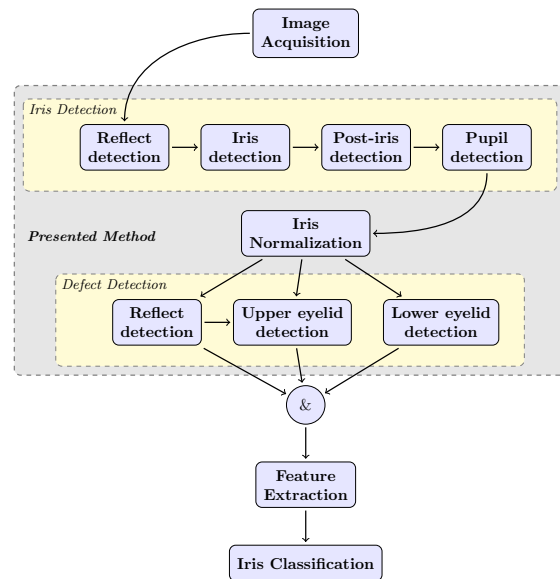 Image
Acquisition
Iris Detection
Reflect
detection
Iris
detection
Post-iris
detection
Pupil
detection
Presented Method
Iris
Normalization
Defect Detection
Reflect
detection
Upper eyelid
detection
Lower eyelid
detection
&
Feature
Extraction
Iris Classification